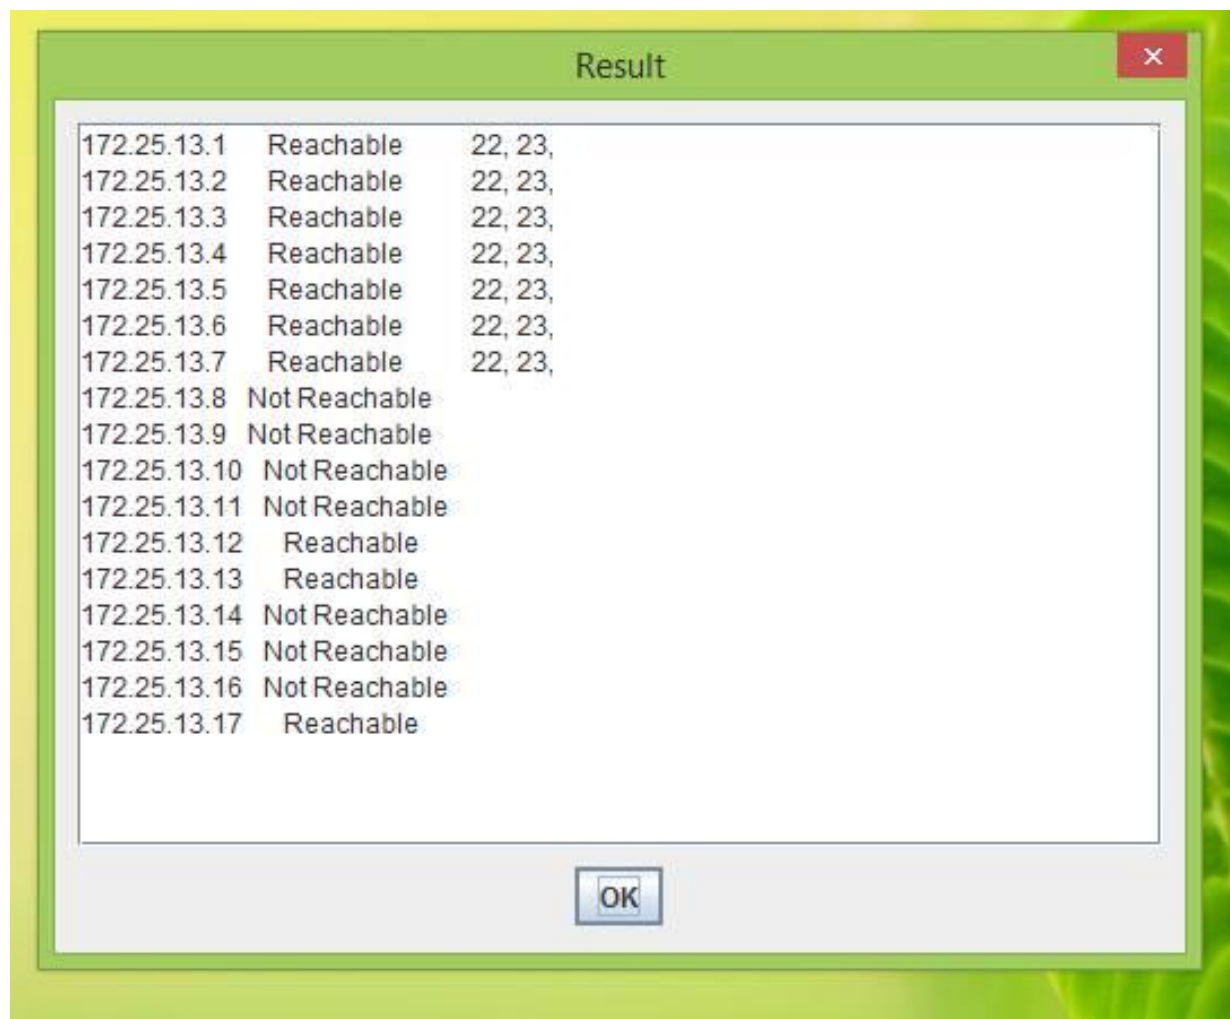 Result
172.25.13.1 Reachable 22, 23,
172.25.13.2 Reachable 22, 23,
172.25.13.3 Reachable 22, 23,
172.25.13.4 Reachable 22, 23,
172.25.13.5 Reachable 22, 23,
172.25.13.6 Reachable 22, 23,
172.25.13.7 Reachable 22, 23,
172.25.13.8 Not Reachable
172.25.13.9 Not Reachable
172.25.13.10 Not Reachable
172.25.13.11 Not Reachable
172.25.13.12 Reachable
172.25.13.13 Reachable
172.25.13.14 Not Reachable
172.25.13.15 Not Reachable
172.25.13.16 Not Reachable
172.25.13.17 Reachable
OK